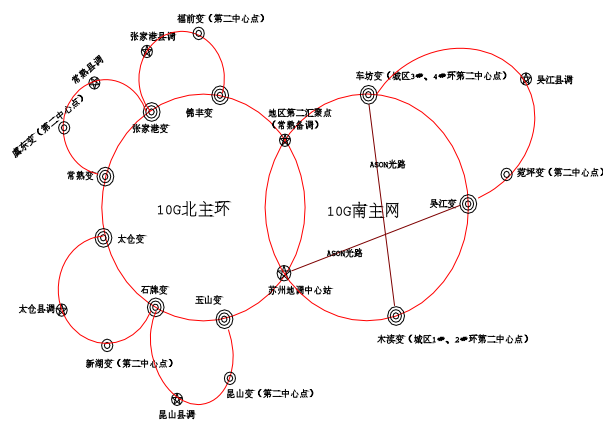 福前变（第二中心点）
张家港县调
常熟县调
虞东变（第二中心点）
锦丰变
张家港变
常熟变
地区第二汇聚点
（常熟备调）
车坊变（城区3#、4#环第二中心点）
吴江县调
ASON光路
菀坪变（第二中心点）
吴江变
10G北主环
10G南主网
ASON光路
太仓变
石牌变
玉山变
苏州地调中心站
太仓县调
新湖变（第二中心点）
木渎变（城区1#、2#环第二中心点）
昆山变（第二中心点）
昆山县调